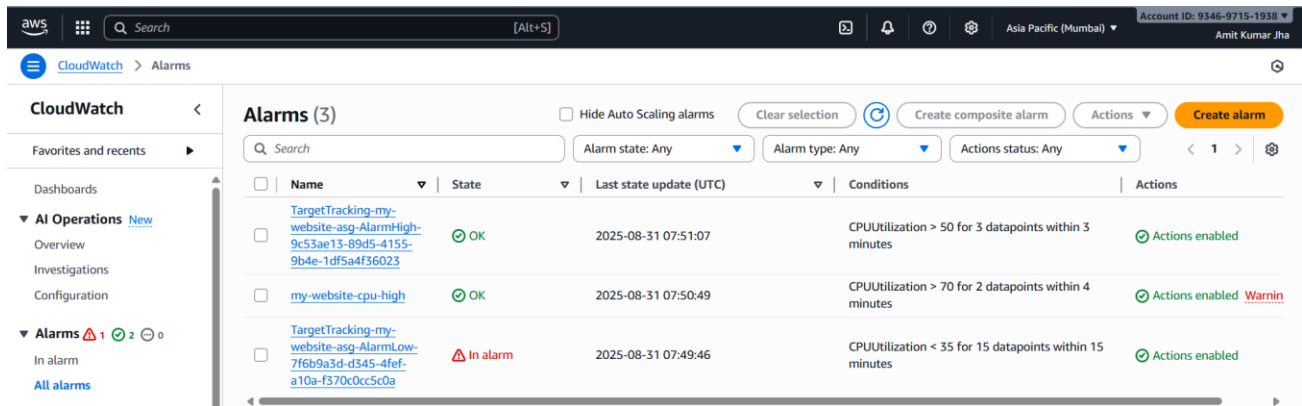 aws
Search [Alt+S]
Asia Pacific (Mumbai)
Account ID: 9346-9715-1938
Amit Kumar Jha
CloudWatch > Alarms
CloudWatch
Favorites and recents
Dashboards
AI Operations New
Overview
Investigations
Configuration
Alarms 1 2 0
In alarm
All alarms
Alarms (3)
Hide Auto Scaling alarms
Clear selection
Create composite alarm
Actions
Create alarm
Search
Alarm state: Any
Alarm type: Any
Actions status: Any
1
Name State Last state update (UTC) Conditions Actions
TargetTracking-my-
website-asg-AlarmHigh-
9c53ae13-89d5-4155-
9b4e-1df5a4f36023
OK
2025-08-31 07:51:07
CPUUtilization > 50 for 3 datapoints within 3
minutes
Actions enabled
my-website-cpu-high
OK
2025-08-31 07:50:49
CPUUtilization > 70 for 2 datapoints within 4
minutes
Actions enabled Warnin
TargetTracking-my-
website-asg-AlarmLow-
7f6b9a3d-d345-4fef-
a10a-f370c0cc5c0a
In alarm
2025-08-31 07:49:46
CPUUtilization < 35 for 15 datapoints within 15
minutes
Actions enabled